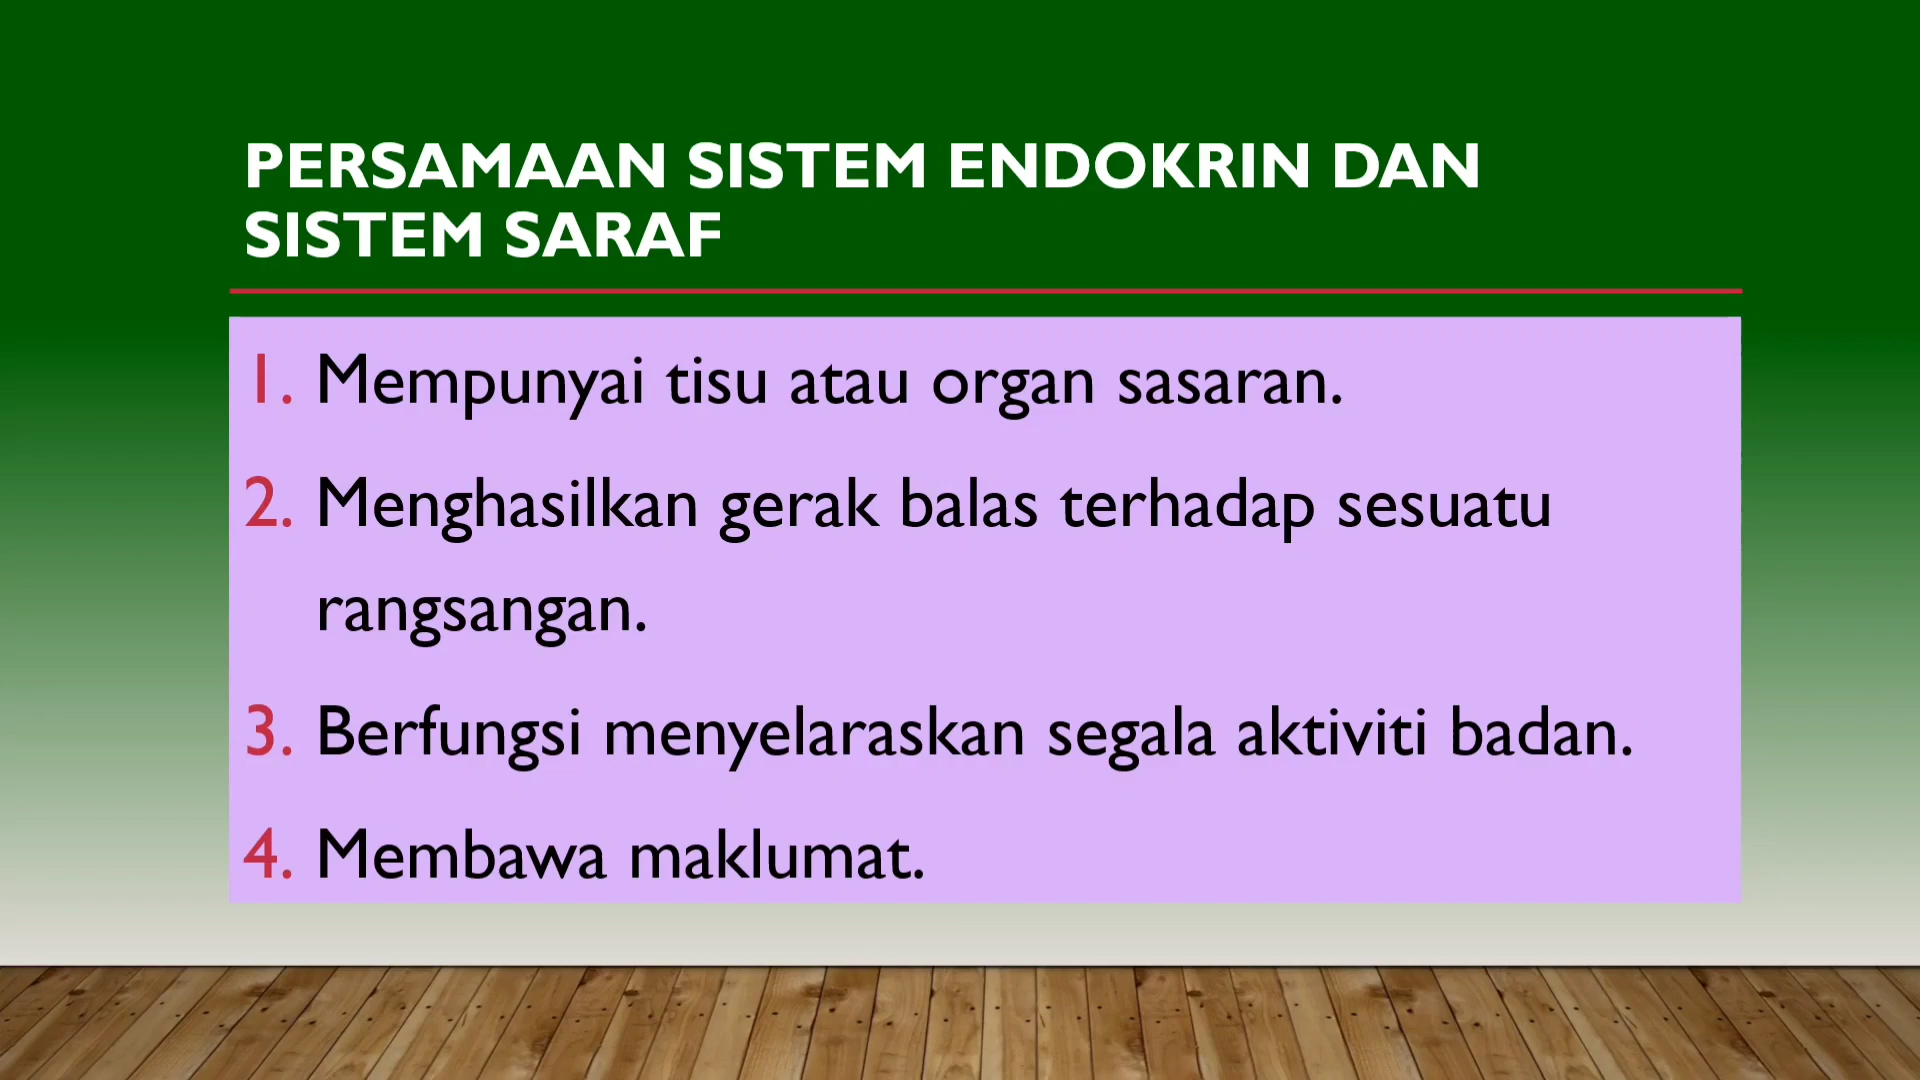 PERSAMAAN SISTEM ENDOKRIN DAN
SISTEM SARAF
1. Mempunyai tisu atau organ sasaran.
2. Menghasilkan gerak balas terhadap sesuatu
rangsangan.
3. Berfungsi menyelaraskan segala aktiviti badan.
4. Membawa maklumat.